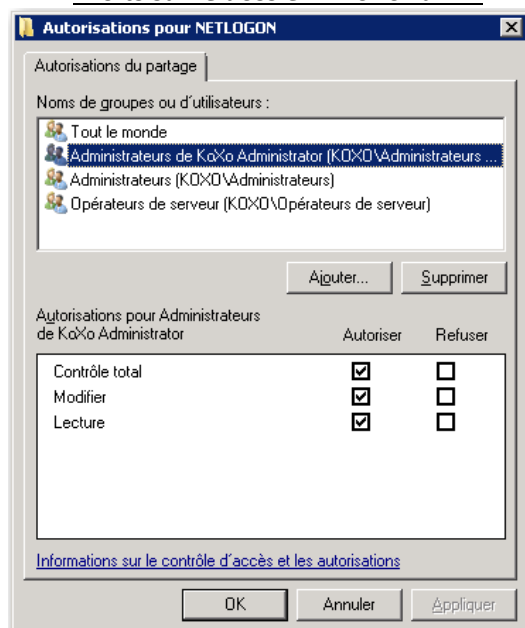 Autorisations pour NETLOGON
Autorisations du partage
Noms de groupes ou d'utilisateurs :
Tout le monde
Administrateurs de KoXo Administrator (KOXO\Administrateurs ...
Administrateurs (KOXO\Administrateurs)
Opérateurs de serveur (KOXO\Opérateurs de serveur)
Ajouter... Supprimer
Autorisations pour Administrateurs
de KoXo Administrator Autoriser Refuser
Contrôle total
Modifier
Lecture
Informations sur le contrôle d'accès et les autorisations
OK Annuler Appliquer